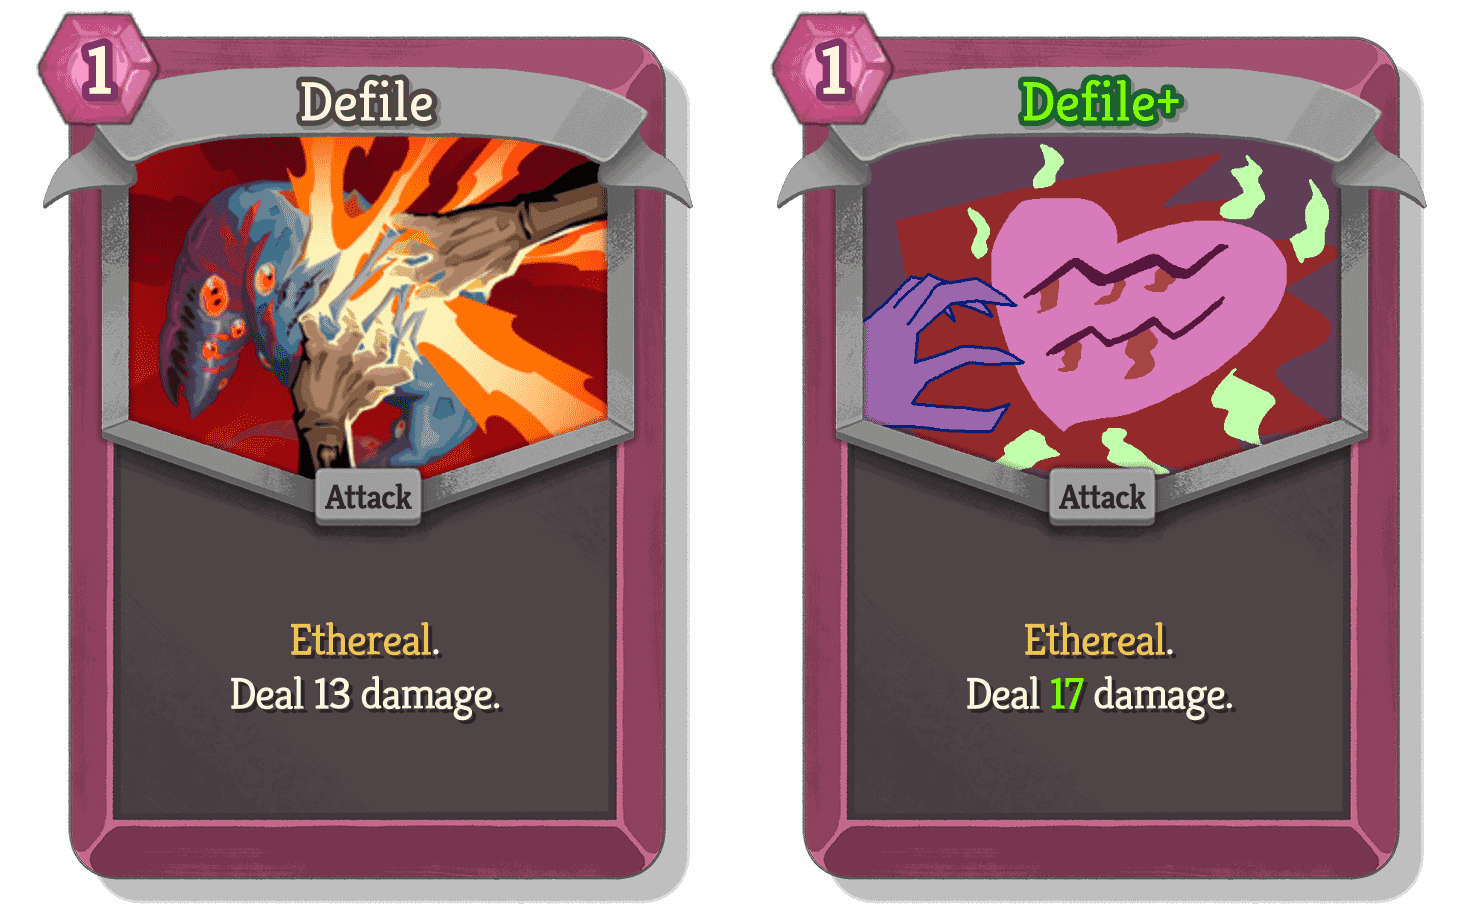 1
Defile
Attack
Ethereal.
Deal 13 damage.
1
Defile+
Attack
Ethereal.
Deal 17 damage.